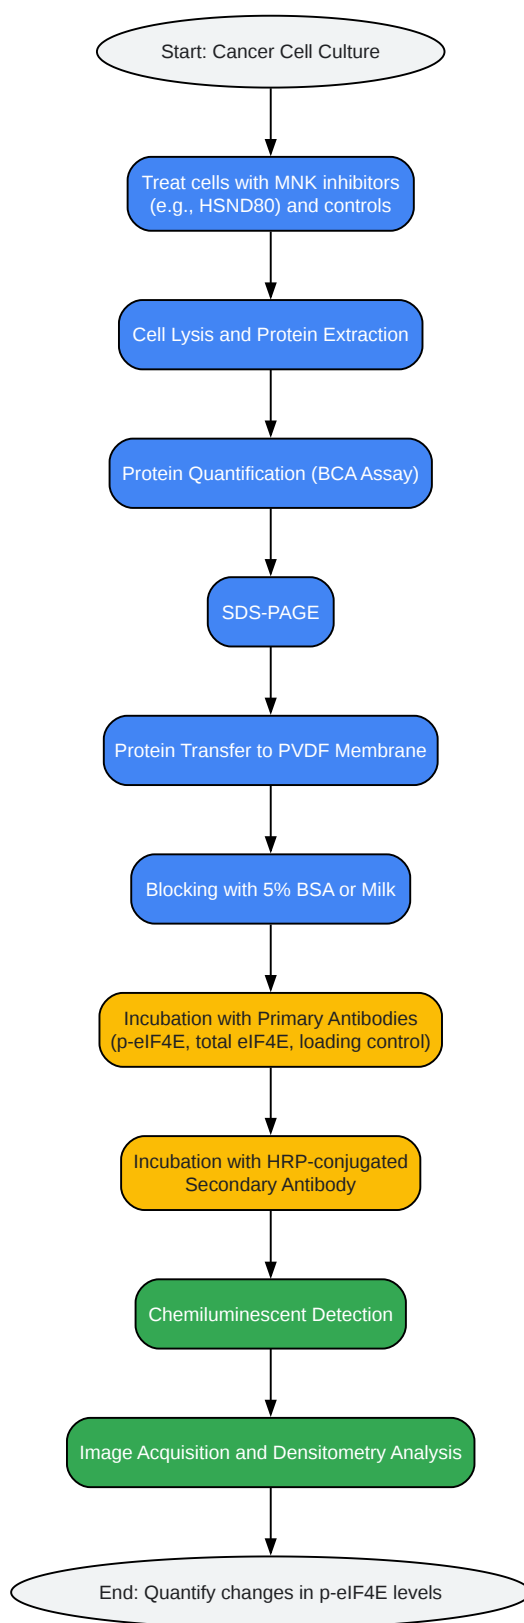 Start: Cancer Cell Culture
Treat cells with MNK inhibitors
(e.g., HSND80) and controls
Cell Lysis and Protein Extraction
Protein Quantification (BCA Assay)
SDS-PAGE
Protein Transfer to PVDF Membrane
Blocking with 5% BSA or Milk
Incubation with Primary Antibodies
(p-eIF4E, total eIF4E, loading control)
Incubation with HRP-conjugated
Secondary Antibody
Chemiluminescent Detection
Image Acquisition and Densitometry Analysis
End: Quantify changes in p-eIF4E levels